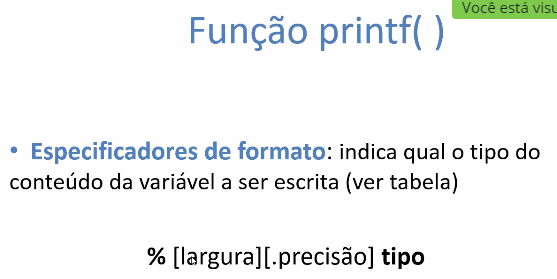 Você está visu
Função printf( )
• Especificadores de formato: indica qual o tipo do
conteúdo da variável a ser escrita (ver tabela)
% [largura][.precisão] tipo